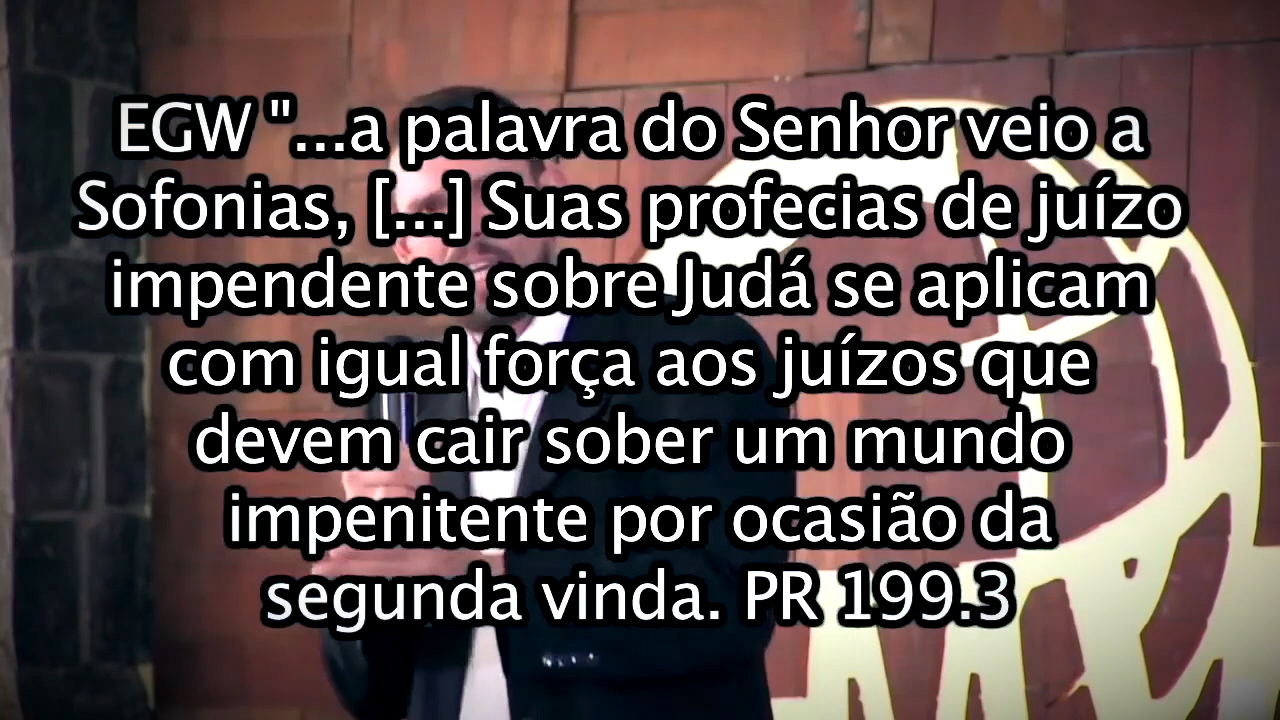 EGW "...a palavra do Senhor veio a
Sofonias, [...] Suas profecias de juízo
impendente sobre Judá se aplicam
com igual força aos juízos que
devem cair sober um mundo
impenitente por ocasião da
segunda vinda. PR 199.3